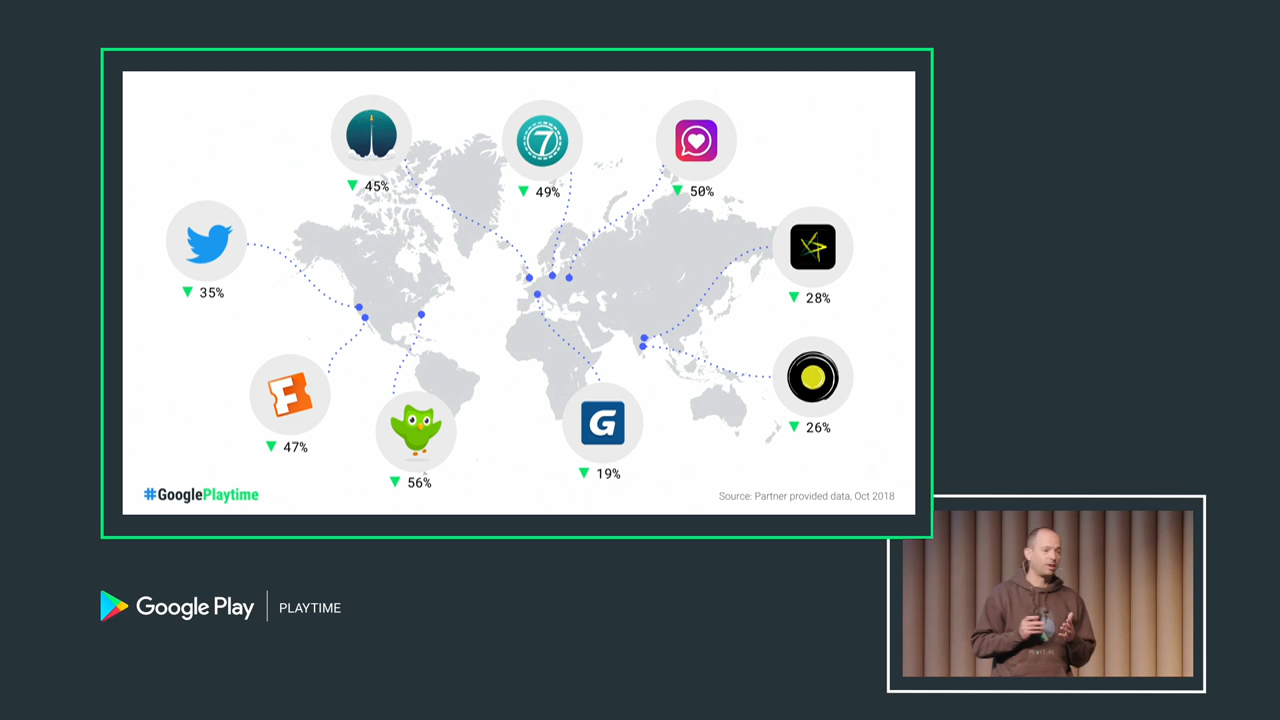 45%
7
49%
50%
35%
28%
F
47%
56%
G
19%
26%
#GooglePlaytime
Source: Partner provided data, Oct 2018
Google Play
PLAYTIME